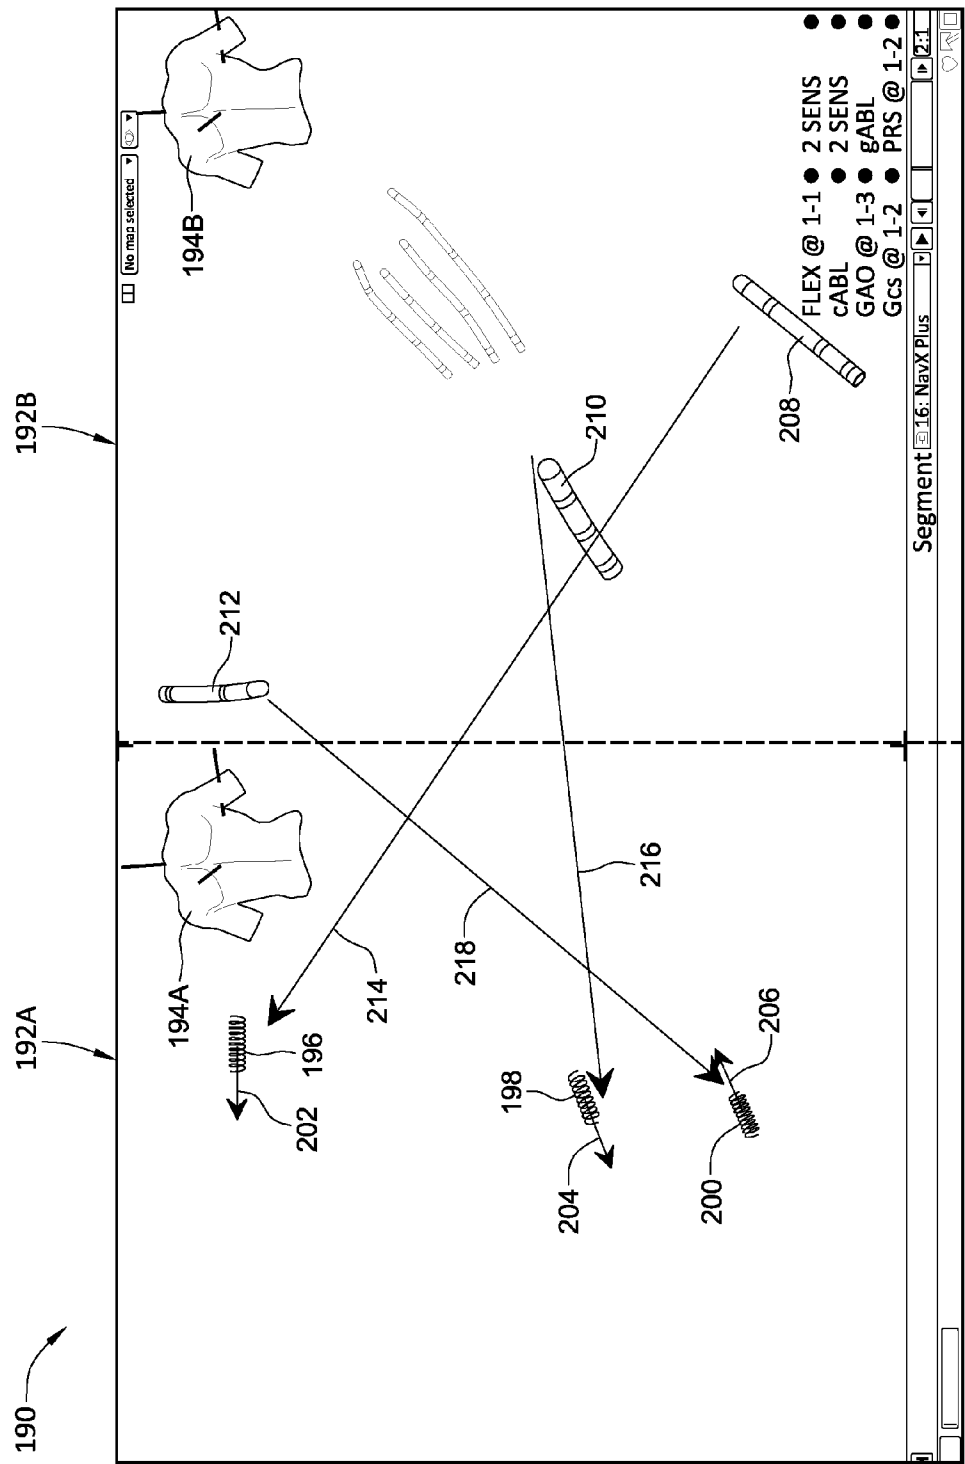 190
192A
192B
194A
194B
No map selected
196
202
214
218
216
212
210
208
198
204
200
206
FLEX @ 1-1 ● 2 SENS ●
cABL ● 2 SENS ●
GAO @ 1-3 ● gABL ●
Gcs @ 1-2 ● PRS @ 1-2 ●
Segment 16: NavX Plus 2:1